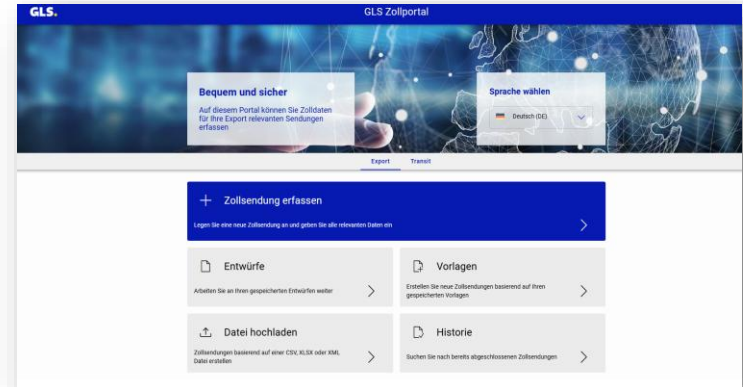 GLS.
GLS Zollportal
Bequem und sicher
Auf diesem Portal können Sie Zolldaten
für Ihre Export relevanten Sendungen
erfassen
Sprache wählen
Deutsch (DE)
Export Transit
Zollsendung erfassen
Legen Sie eine neue Zollsendung an und geben Sie alle relevanten Daten ein
Entwürfe
Arbeiten Sie an Ihren gespeicherten Entwürfen weiter
Vorlagen
Erstellen Sie neue Zollsendungen basierend auf Ihren
gespeicherten Vorlagen
Datei hochladen
Zollsendungen basierend auf einer CSV, XLSX oder XML
Datei erstellen
Historie
Suchen Sie nach bereits abgeschlossenen Zollsendungen